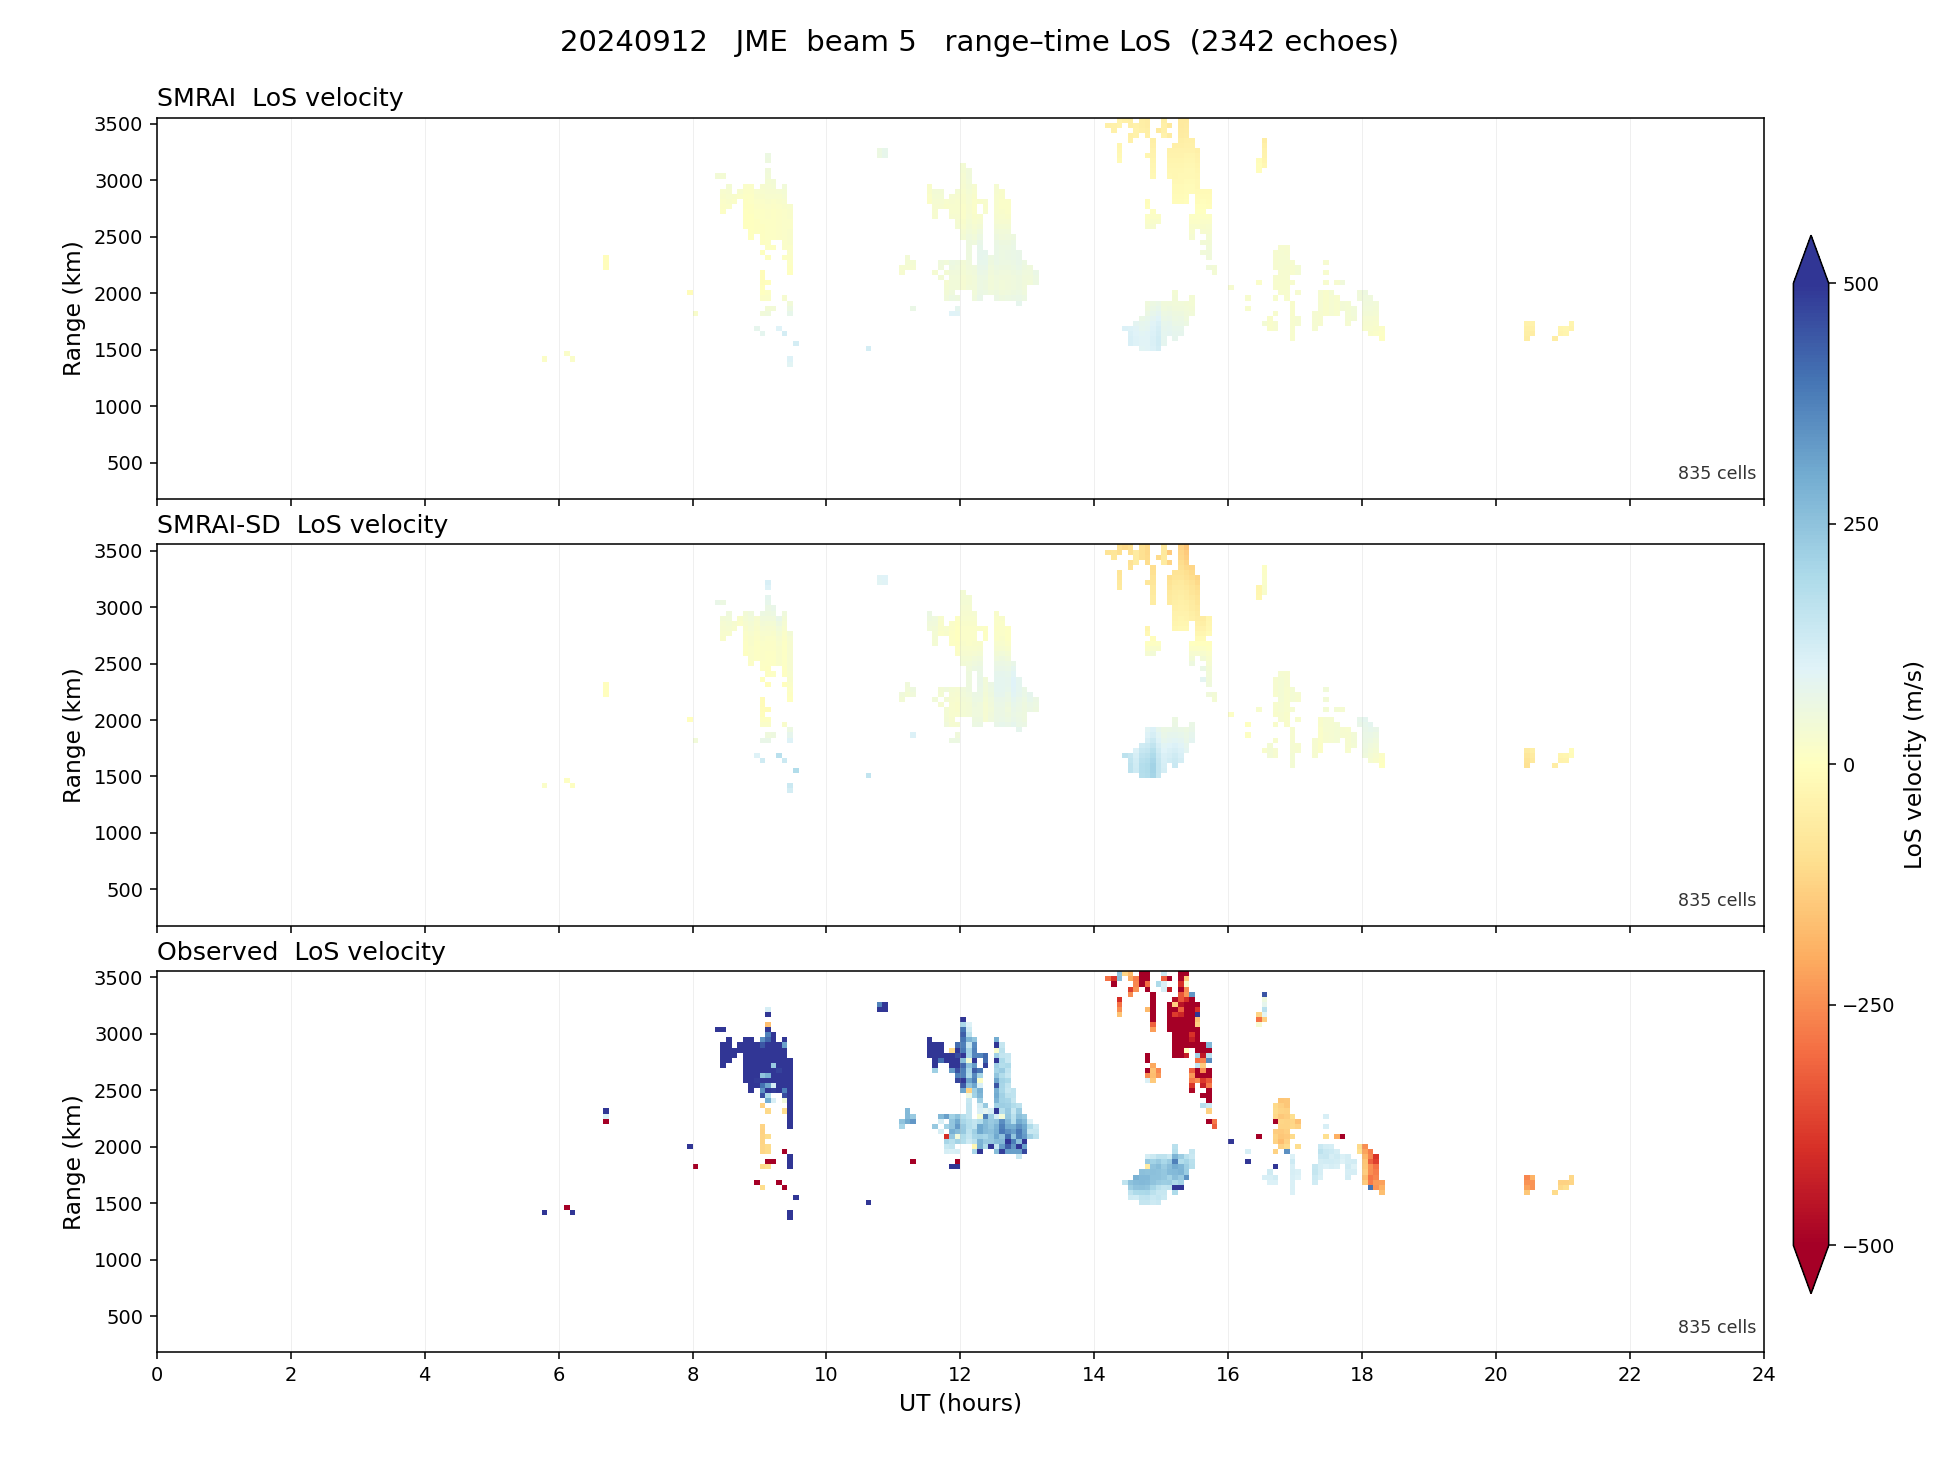 20240912 JME beam 5 range–time LoS (2342 echoes)
SMRAI LoS velocity
3500
3000
2500
2000
1500
1000
500
Range (km)
835 cells
SMRAI-SD LoS velocity
3500
3000
2500
2000
1500
1000
500
Range (km)
835 cells
Observed LoS velocity
3500
3000
2500
2000
1500
1000
500
Range (km)
835 cells
0 2 4 6 8 10 12 14 16 18 20 22 24
UT (hours)
500
250
0
−250
−500
LoS velocity (m/s)